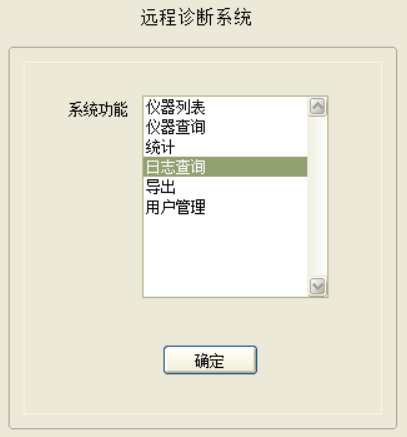 远程诊断系统
系统功能
仪器列表
仪器查询
统计
日志查询
导出
用户管理
确定